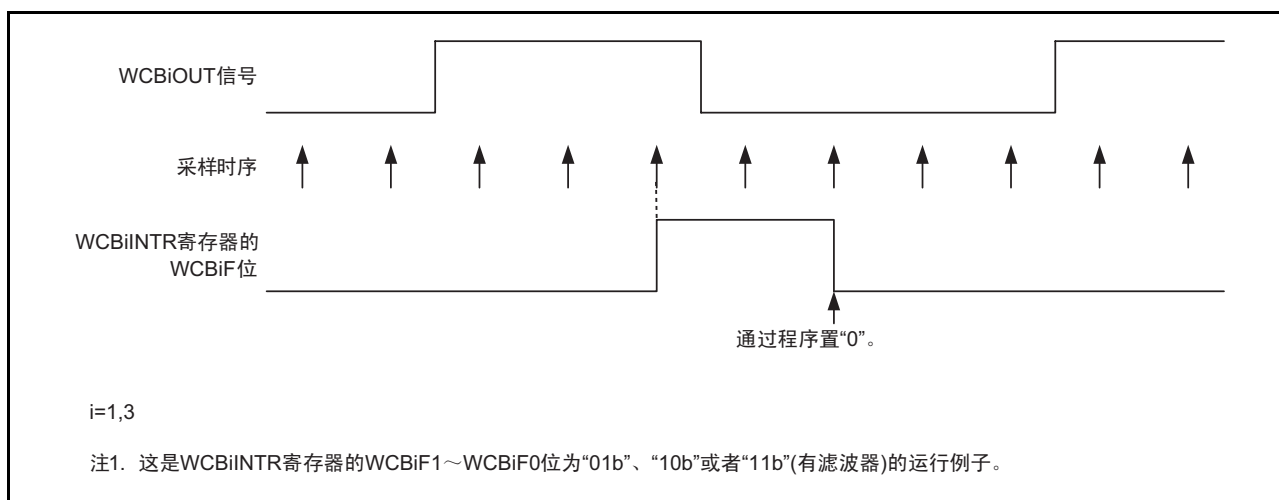 WCBiOUT信号
采样时序
WCBiINTR寄存器的
WCBiF位
通过程序置“0”。
i=1,3
注1. 这是WCBiINTR寄存器的WCBiF1～WCBiF0位为“01b”、“10b”或者“11b”(有滤波器)的运行例子。